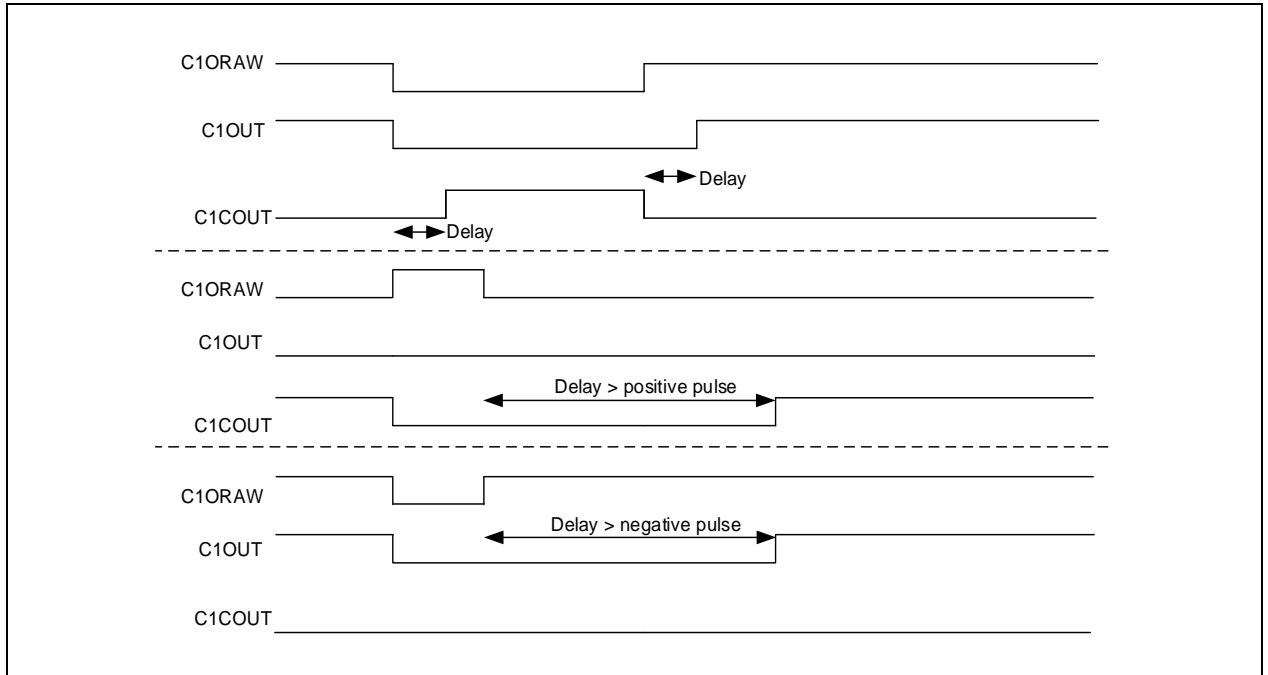 C1ORAW
C1OUT
Delay
C1COUT
Delay
C1ORAW
C1OUT
Delay > positive pulse
C1COUT
C1ORAW
Delay > negative pulse
C1OUT
C1COUT